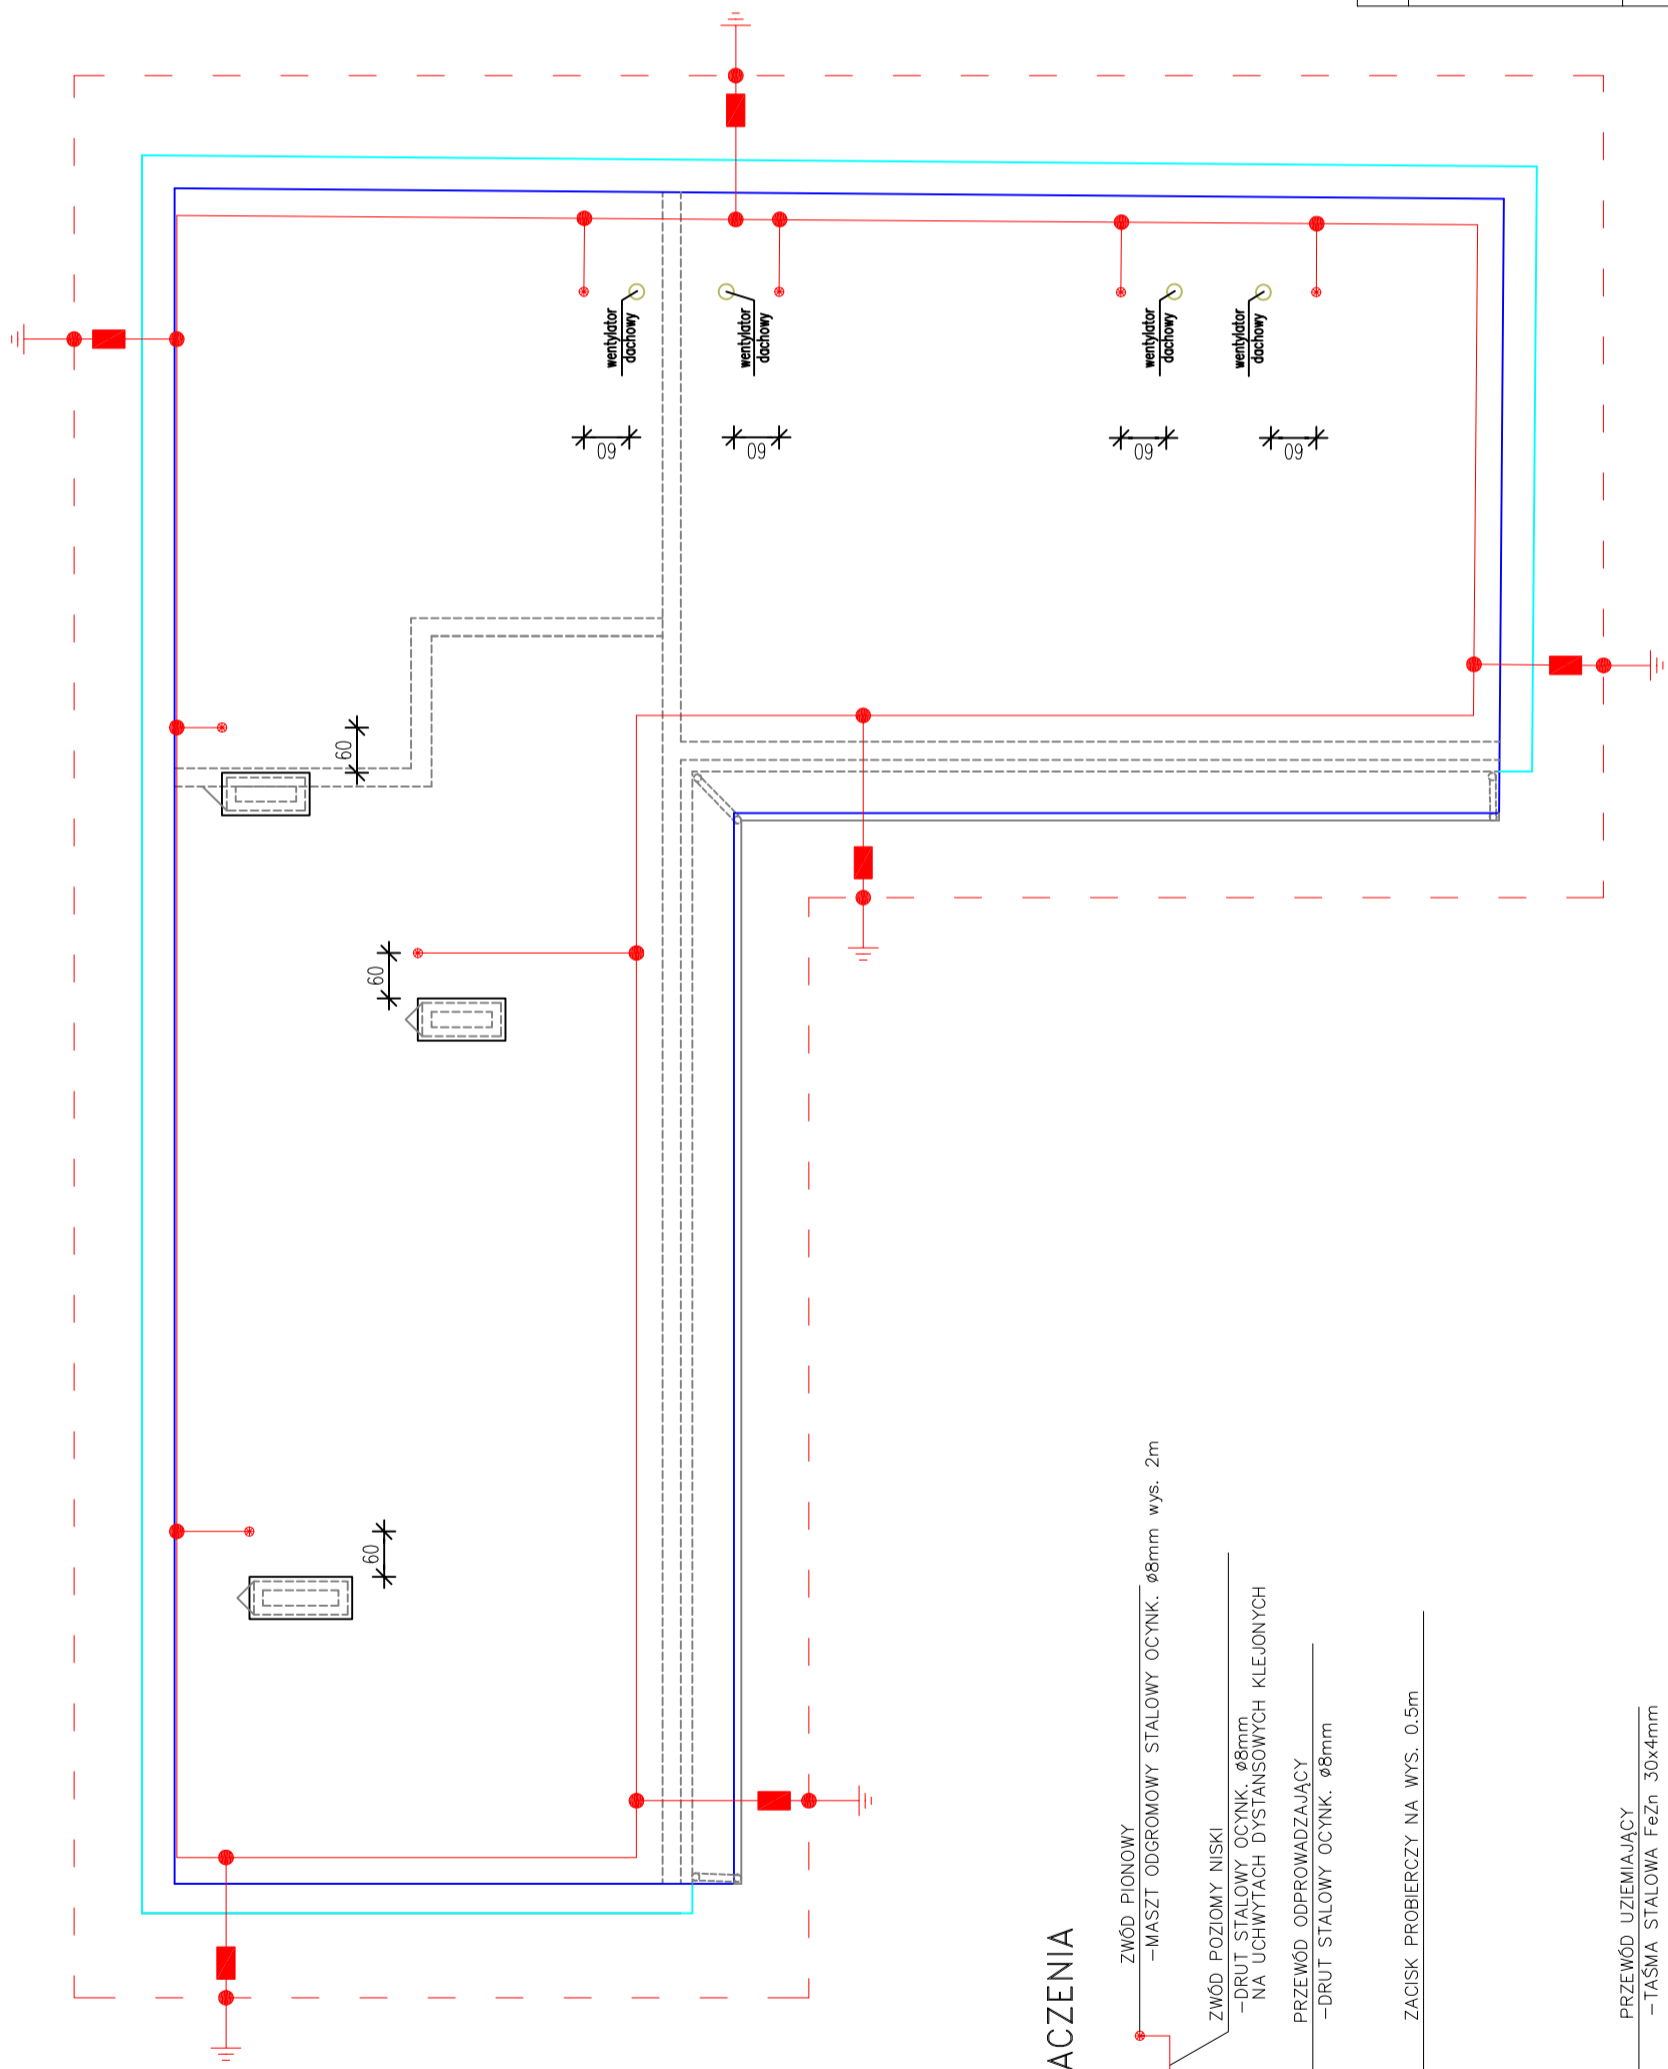 wentylator
dachowy
wentylator
dachowy
wentylator
dachowy
wentylator
dachowy
60
60
60
60
60
60
60
ACZENIA
ZWÓD PIONOWY
-MASZT ODGROMOWY STALOWY OCYNK. ø8mm wys. 2m
ZWÓD POZIOMY NISKI
-DRUT STALOWY OCYNK. ø8mm
NA UCHWYTACH DYSTANSOWYCH KLEJONYCH
PRZEWÓD ODPROWADZAJĄCY
-DRUT STALOWY OCYNK. ø8mm
ZACISK PROBIERCZY NA WYS. 0.5m
PRZEWÓD UZIEMIAJĄCY
-TAŚMA STALOWA FeZn 30x4mm